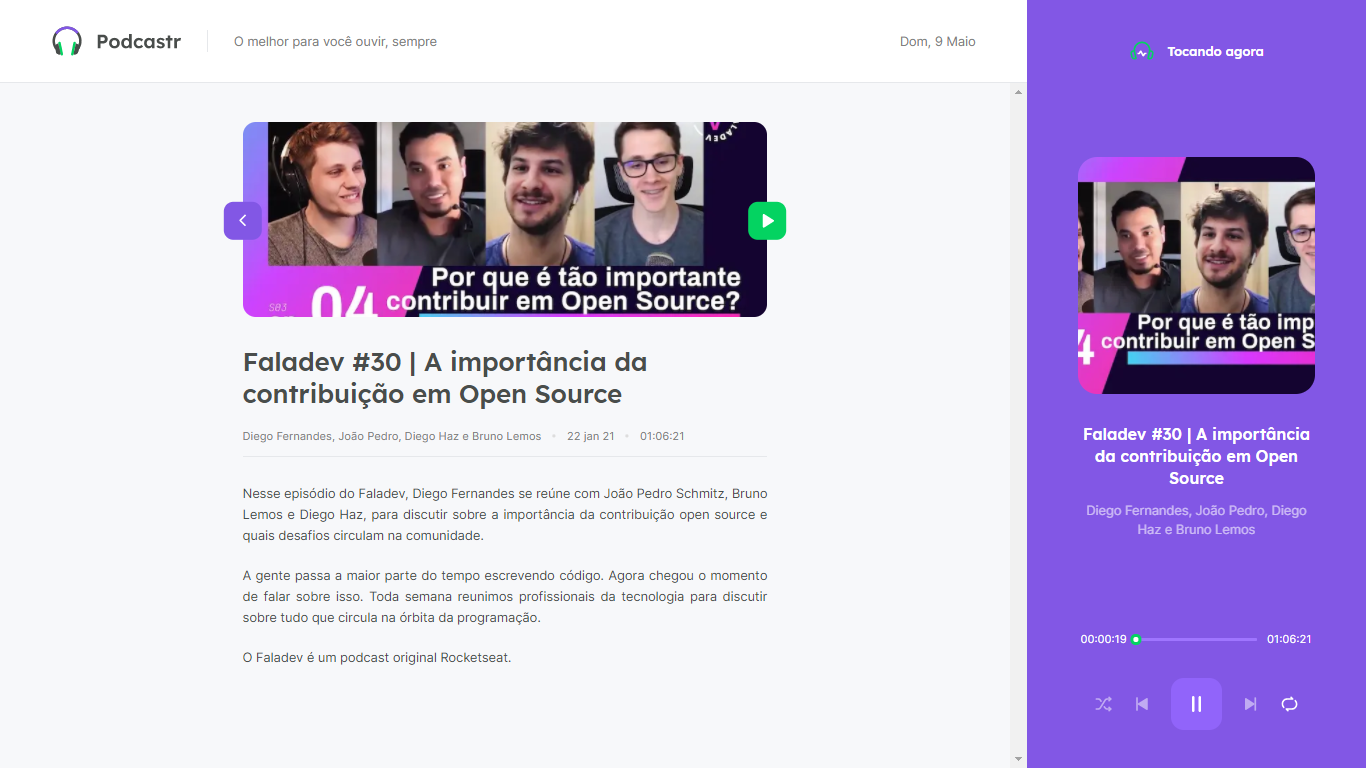 Podcastr
O melhor para você ouvir, sempre
Dom, 9 Maio
ALADEV
Por que é tão importante
contribuir em Open Source?
S03
04
Faladev #30 | A importância da
contribuição em Open Source
Diego Fernandes, João Pedro, Diego Haz e Bruno Lemos • 22 jan 21 • 01:06:21
Nesse episódio do Faladev, Diego Fernandes se reúne com João Pedro Schmitz, Bruno
Lemos e Diego Haz, para discutir sobre a importância da contribuição open source e
quais desafios circulam na comunidade.
A gente passa a maior parte do tempo escrevendo código. Agora chegou o momento
de falar sobre isso. Toda semana reunimos profissionais da tecnologia para discutir
sobre tudo que circula na órbita da programação.
O Faladev é um podcast original Rocketseat.
Tocando agora
Por que é tão imp
4 contribuir em Open S
Faladev #30 | A importância
da contribuição em Open
Source
Diego Fernandes, João Pedro, Diego
Haz e Bruno Lemos
00:00:19
01:06:21